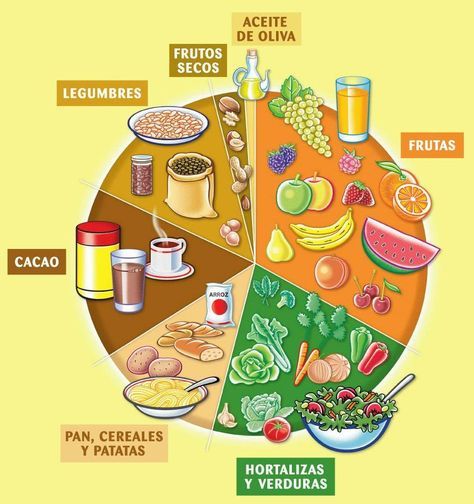 ACEITE
DE OLIVA
FRUTOS
SECOS
LEGUMBRES
FRUTAS
CACAO
ARROZ
PAN, CEREALES
Y PATATAS
HORTALIZAS
Y VERDURAS